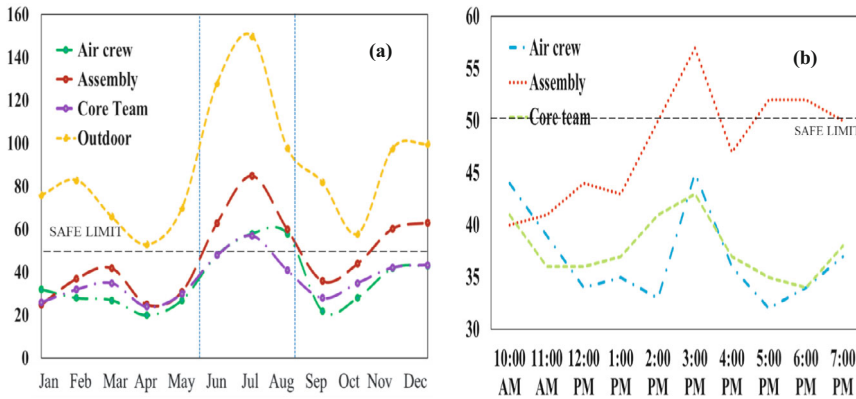 160
140
120
100
80
60
40
20
0
(a)
Air crew
Assembly
Core Team
Outdoor
SAFE LIMIT
Jan Feb Mar Apr May Jun Jul Aug Sep Oct Nov Dec
60
55
50
45
40
35
30
(b)
Air crew
Assembly
Core team
SAFE LIMIT
10:00 11:00 12:00 1:00 2:00 3:00 4:00 5:00 6:00 7:00
AM AM PM PM PM PM PM PM PM PM